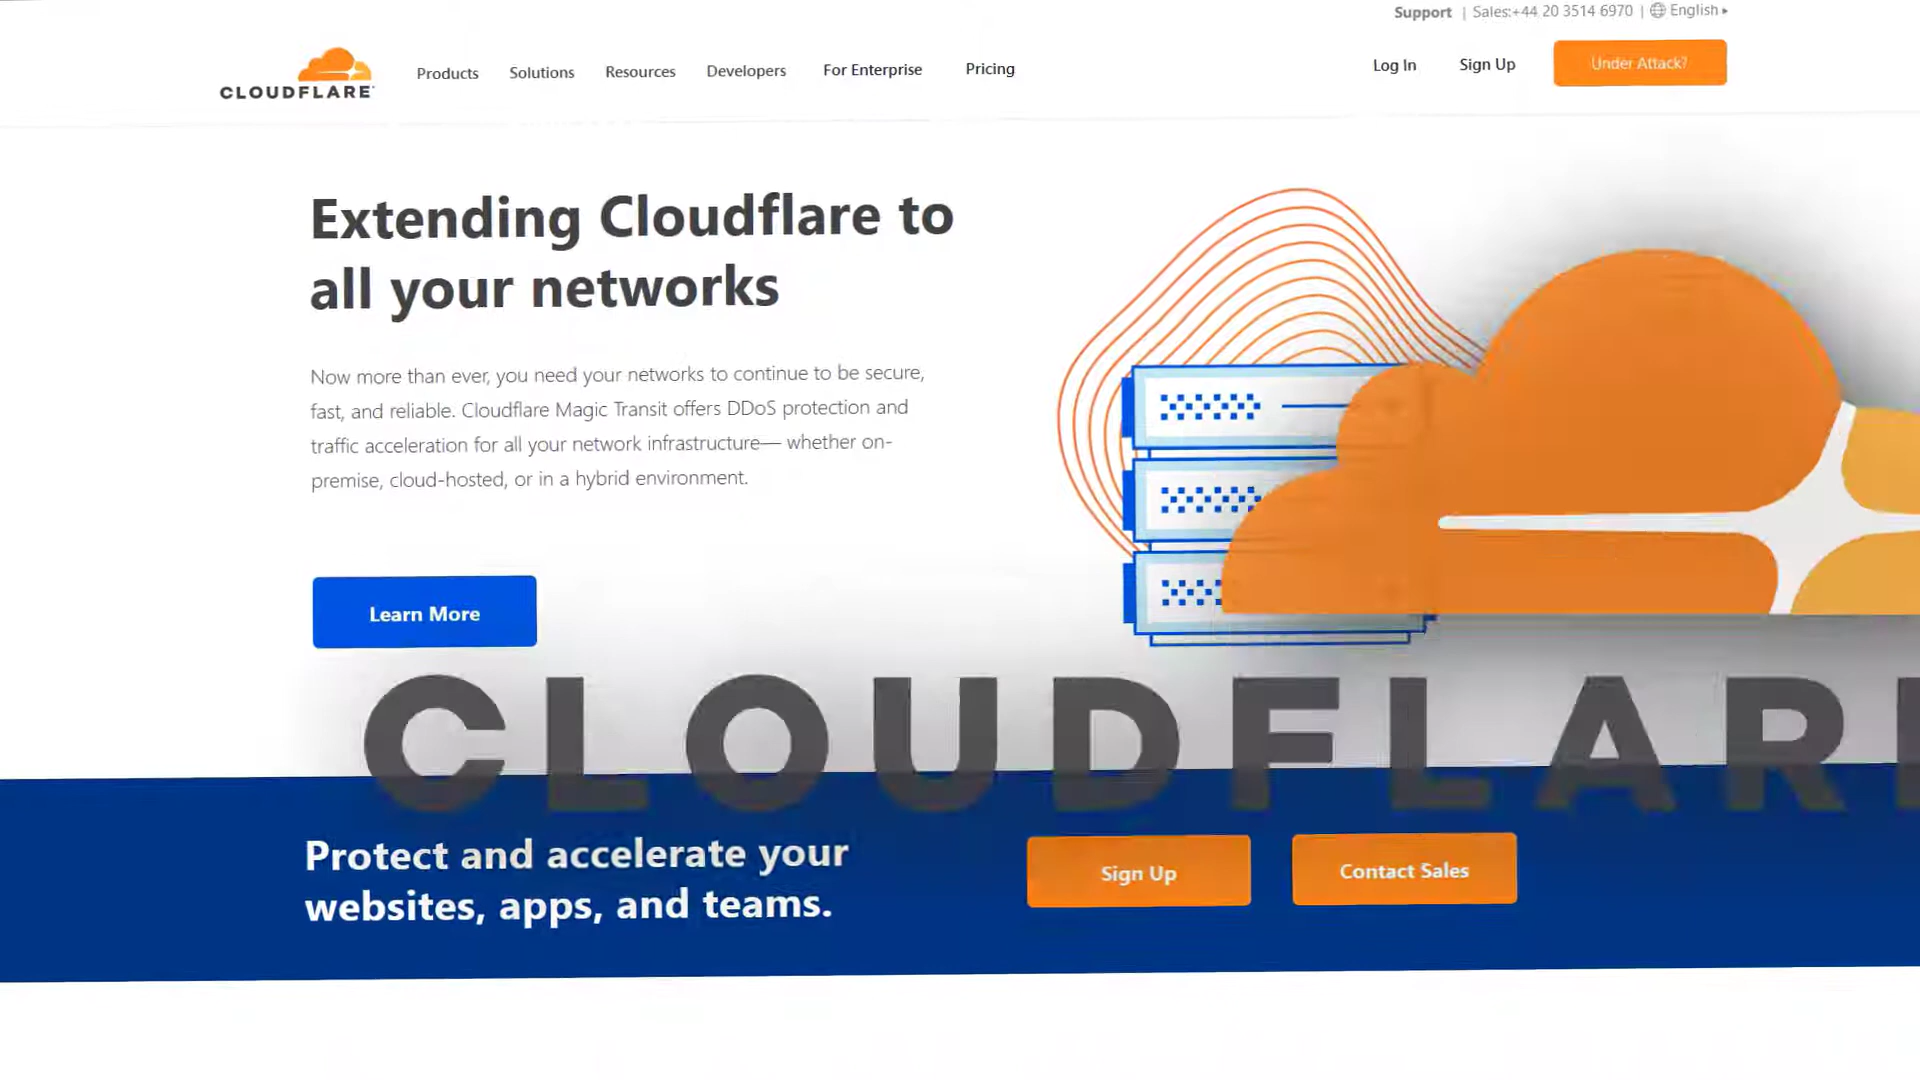 Support | Sales:+44 20 3514 6970 | English
CLOUDFLARE
Products Solutions Resources Developers For Enterprise Pricing
Log In Sign Up Under Attack?
Extending Cloudflare to
all your networks
Now more than ever, you need your networks to continue to be secure,
fast, and reliable. Cloudflare Magic Transit offers DDoS protection and
traffic acceleration for all your network infrastructure— whether on-
premise, cloud-hosted, or in a hybrid environment.
Learn More
CLOUDFLAR
Protect and accelerate your
websites, apps, and teams.
Sign Up Contact Sales